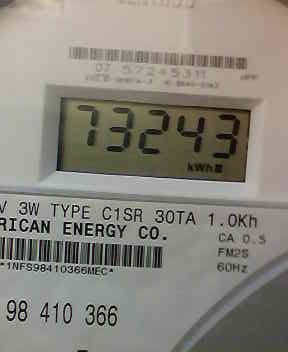 07 57245311
73243
kWh
V 3W TYPE C1SR 30TA 1.0Kh
RICAN ENERGY CO.
CA 0.5
FM2S
60Hz
*1NFS98410366MEC*
98 410 366